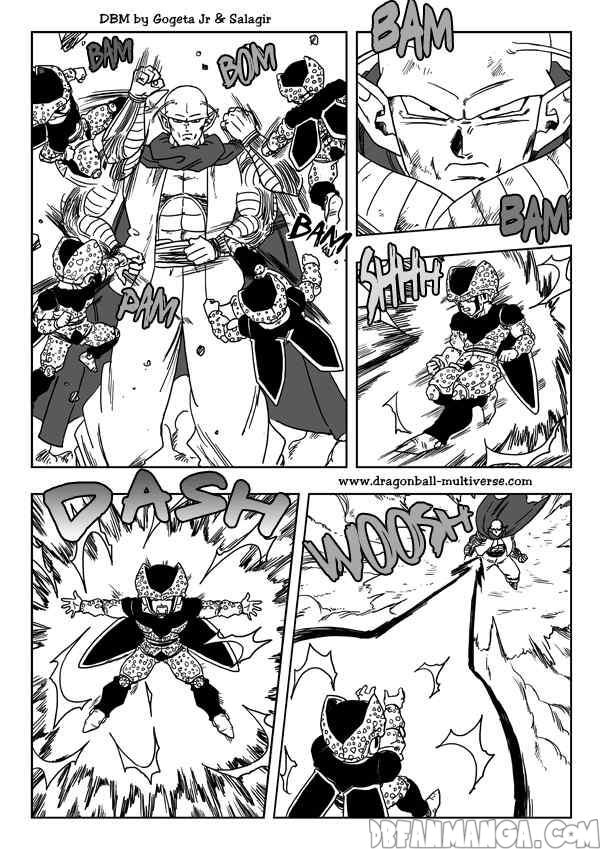 DBM by Gogeta Jr & Salagir
BAM
BOM
BAM
PAM
BAM
BAM
SHHH
www.dragonball-multiverse.com
DASH
WOOSH
DBFANMANGA.COM